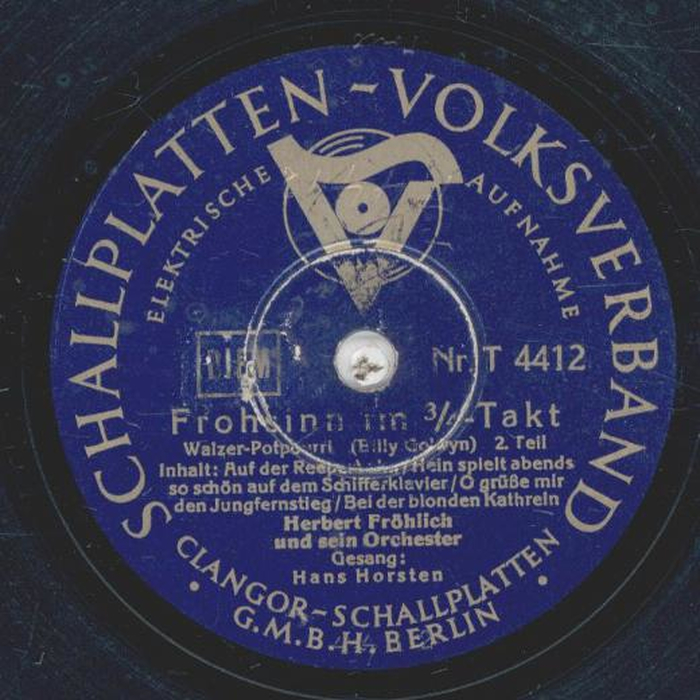 SCHALLPLATTEN-VOLKSVERBAND
ELEKTRISCHE AUFNAHME
Nr. T 4412
Frohsinn im 3/4-Takt
Walzer-Potpourri (Billy Golwyn) 2. Teil
Inhalt: Auf der Reeperbahn/Hein spielt abends
so schön auf dem Schifferklavier/O grüße mir
den Jungfernstieg/Bei der blonden Kathrein
Herbert Fröhlich
und sein Orchester
Gesang:
Hans Horsten
CLANGOR-SCHALLPLATTEN
G.M.B.H. BERLIN